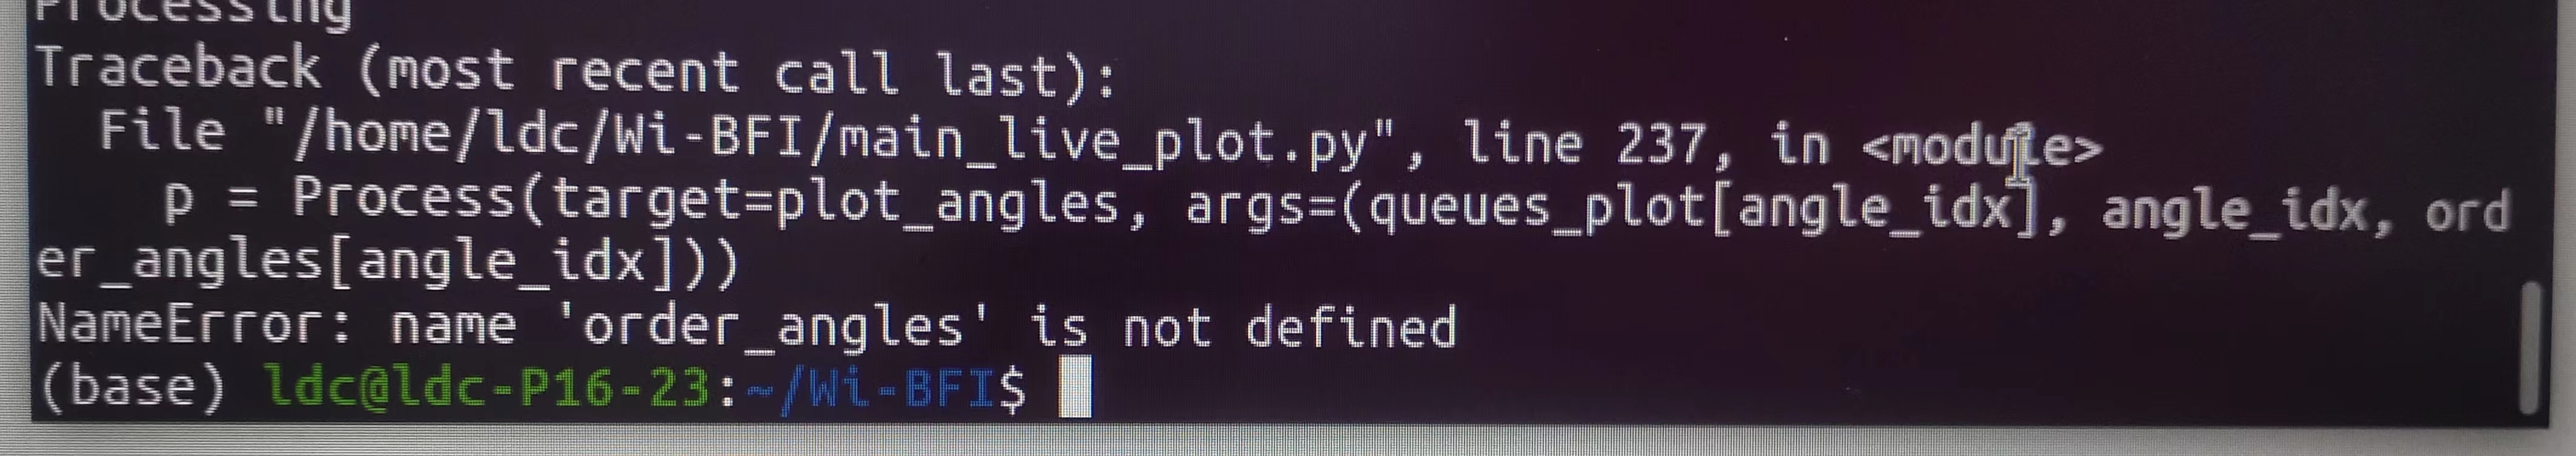 Processing
Traceback (most recent call last):
  File "/home/ldc/Wi-BFI/main_live_plot.py", line 237, in <module>
    p = Process(target=plot_angles, args=(queues_plot[angle_idx], angle_idx, ord
er_angles[angle_idx]))
NameError: name 'order_angles' is not defined
(base) ldc@ldc-P16-23:~/Wi-BFI$